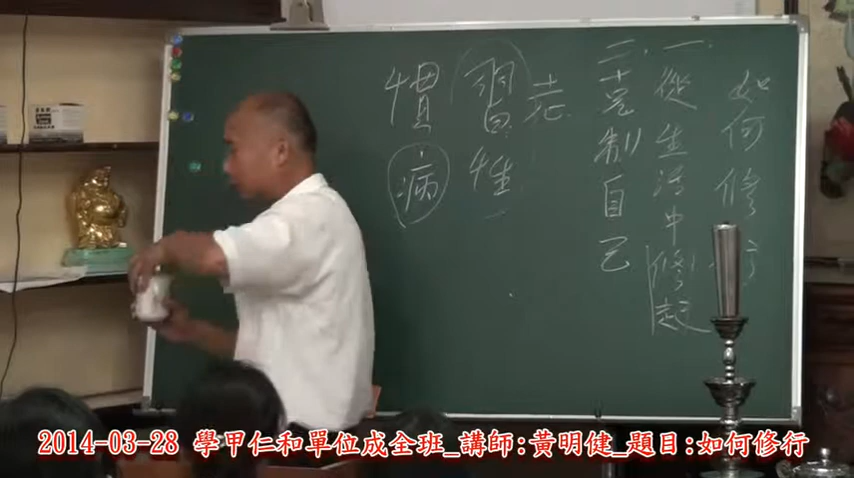 如何修行
一.從生活中修起
二.克制自己
習性
慣病
2014-03-28 學甲仁和單位成全班_講師:黃明健_題目:如何修行